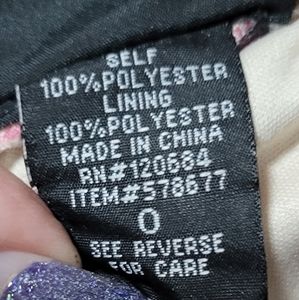 SELF
100%POLYESTER
LINING
100%POLYESTER
MADE IN CHINA
RN#120684
ITEM#578677
0
SEE REVERSE
FOR CARE